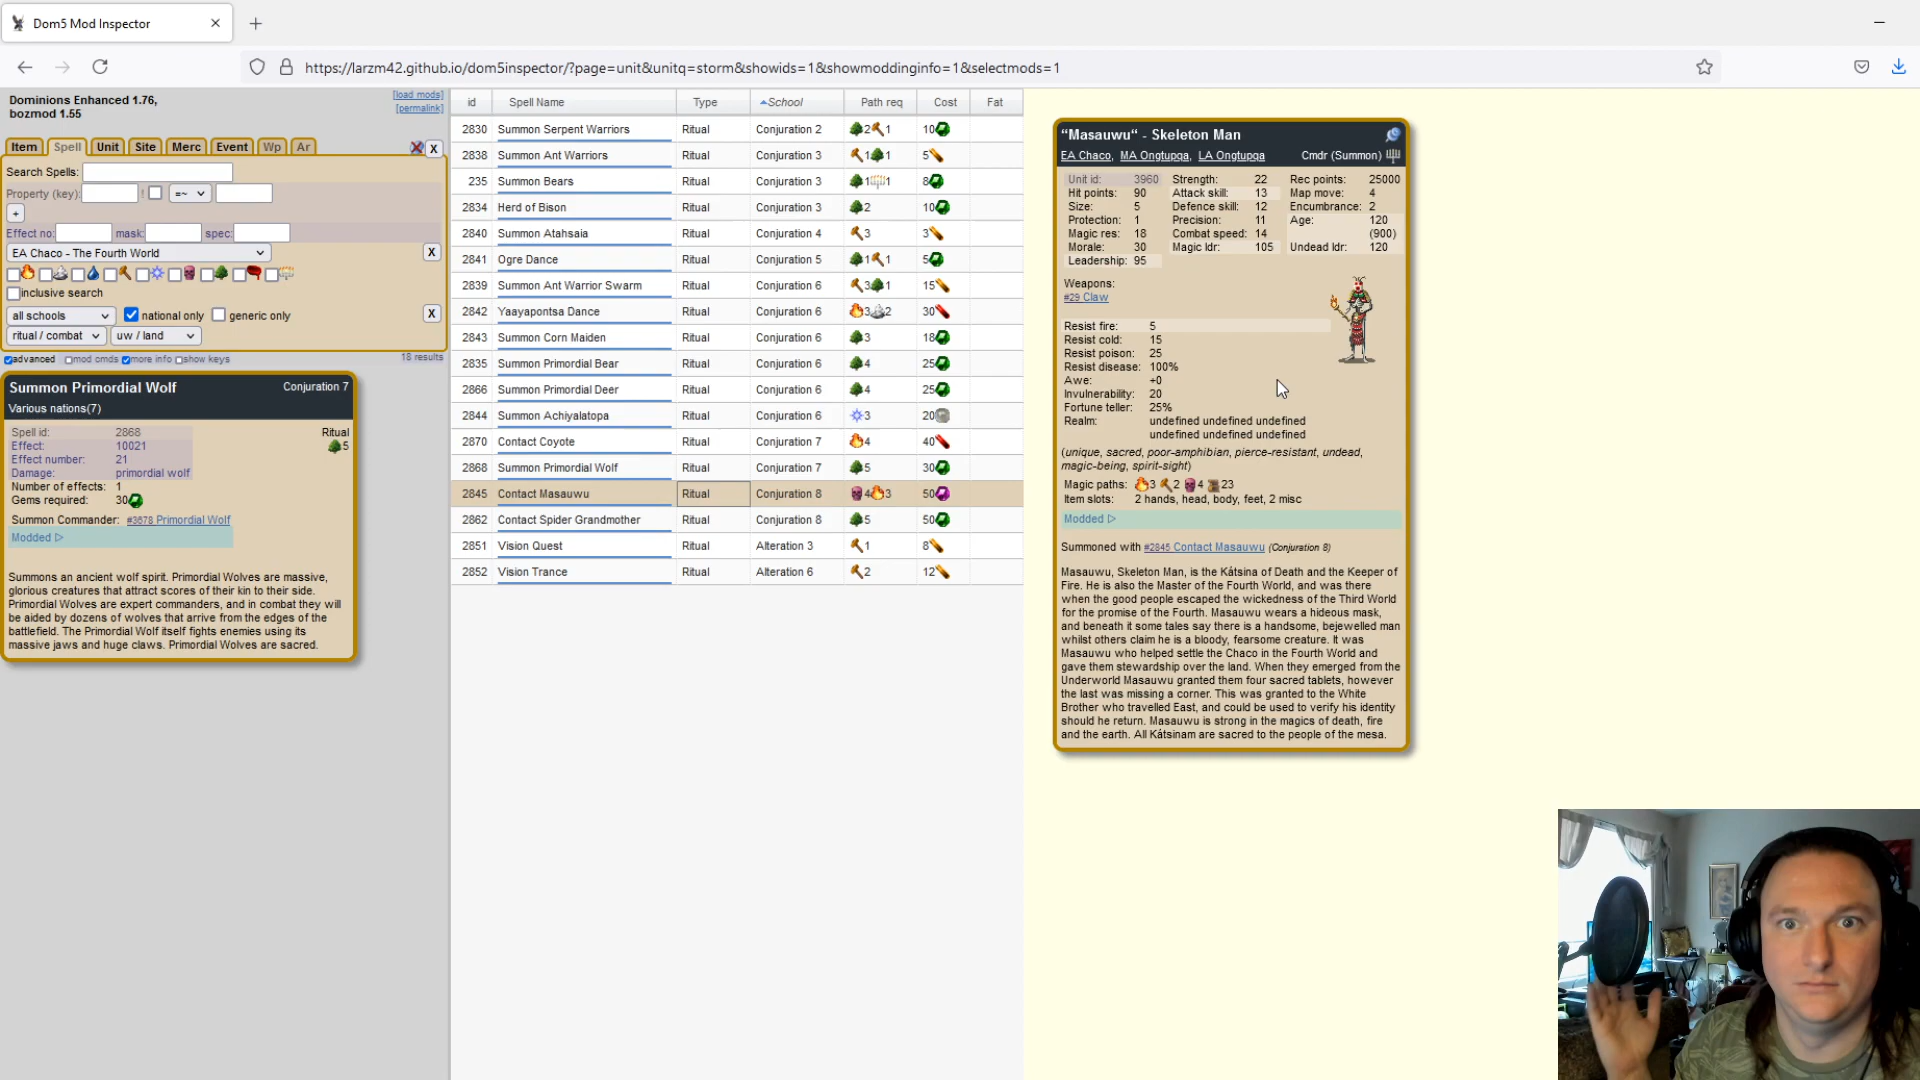 Dom5 Mod Inspector
https://larzm42.github.io/dom5inspector/?page=unit&unitq=storm&showids=1&showmoddinginfo=1&selectmods=1
Dominions Enhanced 1.76,
bozmod 1.55
[load mods]
[permalink]
Item Spell Unit Site Merc Event Wp Ar X
Search Spells:
Property (key): ! =~
+
Effect no: mask: spec:
EA Chaco - The Fourth World X
inclusive search
all schools national only generic only X
ritual / combat uw / land
advanced mod cmds more info show keys 18 results
Summon Primordial Wolf Conjuration 7
Various nations(7)
Spell id: 2868 Ritual
Effect: 10021 5
Effect number: 21
Damage: primordial wolf
Number of effects: 1
Gems required: 30
Summon Commander: #3678 Primordial Wolf
Modded ▷
Summons an ancient wolf spirit. Primordial Wolves are massive,
glorious creatures that attract scores of their kin to their side.
Primordial Wolves are expert commanders, and in combat they will
be aided by dozens of wolves that arrive from the edges of the
battlefield. The Primordial Wolf itself fights enemies using its
massive jaws and huge claws. Primordial Wolves are sacred.
id Spell Name Type School Path req Cost Fat
2830 Summon Serpent Warriors Ritual Conjuration 2 2 1 10
2838 Summon Ant Warriors Ritual Conjuration 3 1 1 5
235 Summon Bears Ritual Conjuration 3 1 1 8
2834 Herd of Bison Ritual Conjuration 3 2 10
2840 Summon Atahsaia Ritual Conjuration 4 3 3
2841 Ogre Dance Ritual Conjuration 5 1 1 5
2839 Summon Ant Warrior Swarm Ritual Conjuration 6 3 1 15
2842 Yaayapontsa Dance Ritual Conjuration 6 3 2 30
2843 Summon Corn Maiden Ritual Conjuration 6 3 18
2835 Summon Primordial Bear Ritual Conjuration 6 4 25
2866 Summon Primordial Deer Ritual Conjuration 6 4 25
2844 Summon Achiyalatopa Ritual Conjuration 6 3 20
2870 Contact Coyote Ritual Conjuration 7 4 40
2868 Summon Primordial Wolf Ritual Conjuration 7 5 30
2845 Contact Masauwu Ritual Conjuration 8 4 3 50
2862 Contact Spider Grandmother Ritual Conjuration 8 5 50
2851 Vision Quest Ritual Alteration 3 1 8
2852 Vision Trance Ritual Alteration 6 2 12
“Masauwu“ - Skeleton Man
EA Chaco, MA Ongtupqa, LA Ongtupqa Cmdr (Summon)
Unit id: 3960 Strength: 22 Rec points: 25000
Hit points: 90 Attack skill: 13 Map move: 4
Size: 5 Defence skill: 12 Encumbrance: 2
Protection: 1 Precision: 11 Age: 120
Magic res: 18 Combat speed: 14 (900)
Morale: 30 Magic ldr: 105 Undead ldr: 120
Leadership: 95
Weapons:
#29 Claw
Resist fire: 5
Resist cold: 15
Resist poison: 25
Resist disease: 100%
Awe: +0
Invulnerability: 20
Fortune teller: 25%
Realm: undefined undefined undefined
undefined undefined undefined
(unique, sacred, poor-amphibian, pierce-resistant, undead,
magic-being, spirit-sight)
Magic paths: 3 2 4 23
Item slots: 2 hands, head, body, feet, 2 misc
Modded ▷
Summoned with #2845 Contact Masauwu (Conjuration 8)
Masauwu, Skeleton Man, is the Kátsina of Death and the Keeper of
Fire. He is also the Master of the Fourth World, and was there
when the good people escaped the wickedness of the Third World
for the promise of the Fourth. Masauwu wears a hideous mask,
and beneath it some tales say there is a handsome, bejewelled man
whilst others claim he is a bloody, fearsome creature. It was
Masauwu who helped settle the Chaco in the Fourth World and
gave them stewardship over the land. When they emerged from the
Underworld Masauwu granted them four sacred tablets, however
the last was missing a corner. This was granted to the White
Brother who travelled East, and could be used to verify his identity
should he return. Masauwu is strong in the magics of death, fire
and the earth. All Kátsinam are sacred to the people of the mesa.